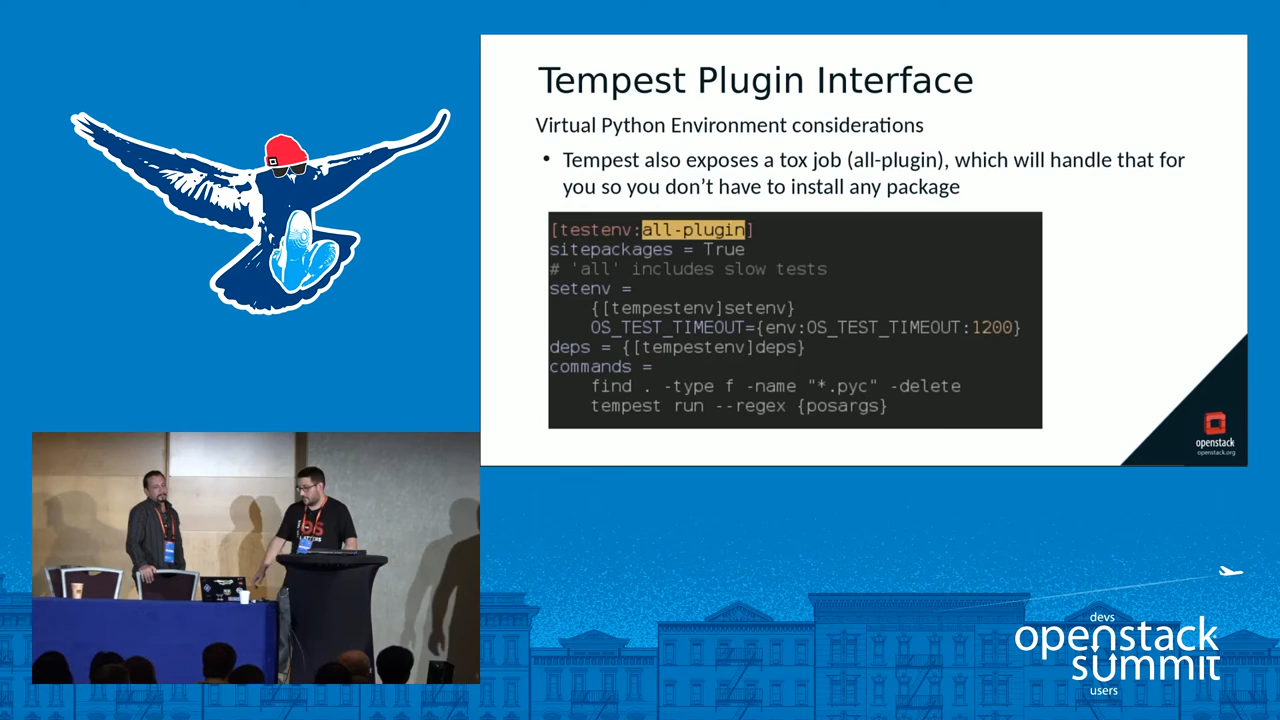 Tempest Plugin Interface
Virtual Python Environment considerations
• Tempest also exposes a tox job (all-plugin), which will handle that for
you so you don’t have to install any package
[testenv:all-plugin]
sitepackages = True
# 'all' includes slow tests
setenv =
{[tempestenv]setenv}
OS_TEST_TIMEOUT={env:OS_TEST_TIMEOUT:1200}
deps = {[tempestenv]deps}
commands =
find . -type f -name "*.pyc" -delete
tempest run --regex {posargs}
openstack
openstack.org
devs
openstack
summit
users